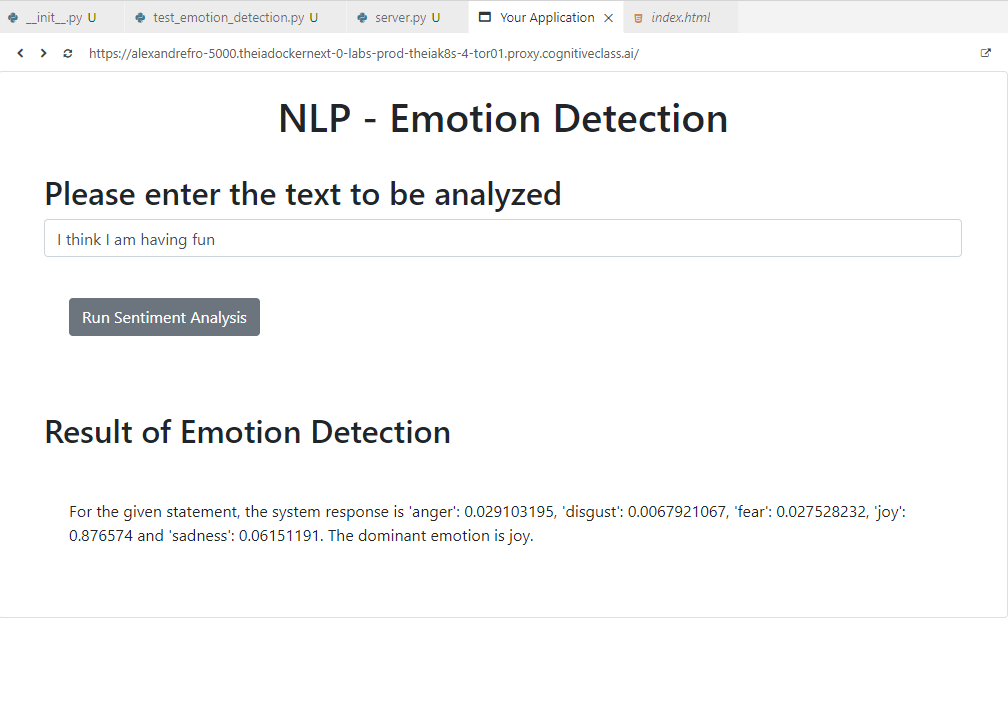 __init__.py U test_emotion_detection.py U server.py U Your Application index.html
https://alexandrefro-5000.theiadockernext-0-labs-prod-theiak8s-4-tor01.proxy.cognitiveclass.ai/
NLP - Emotion Detection
Please enter the text to be analyzed
I think I am having fun
Run Sentiment Analysis
Result of Emotion Detection
For the given statement, the system response is 'anger': 0.029103195, 'disgust': 0.0067921067, 'fear': 0.027528232, 'joy':
0.876574 and 'sadness': 0.06151191. The dominant emotion is joy.